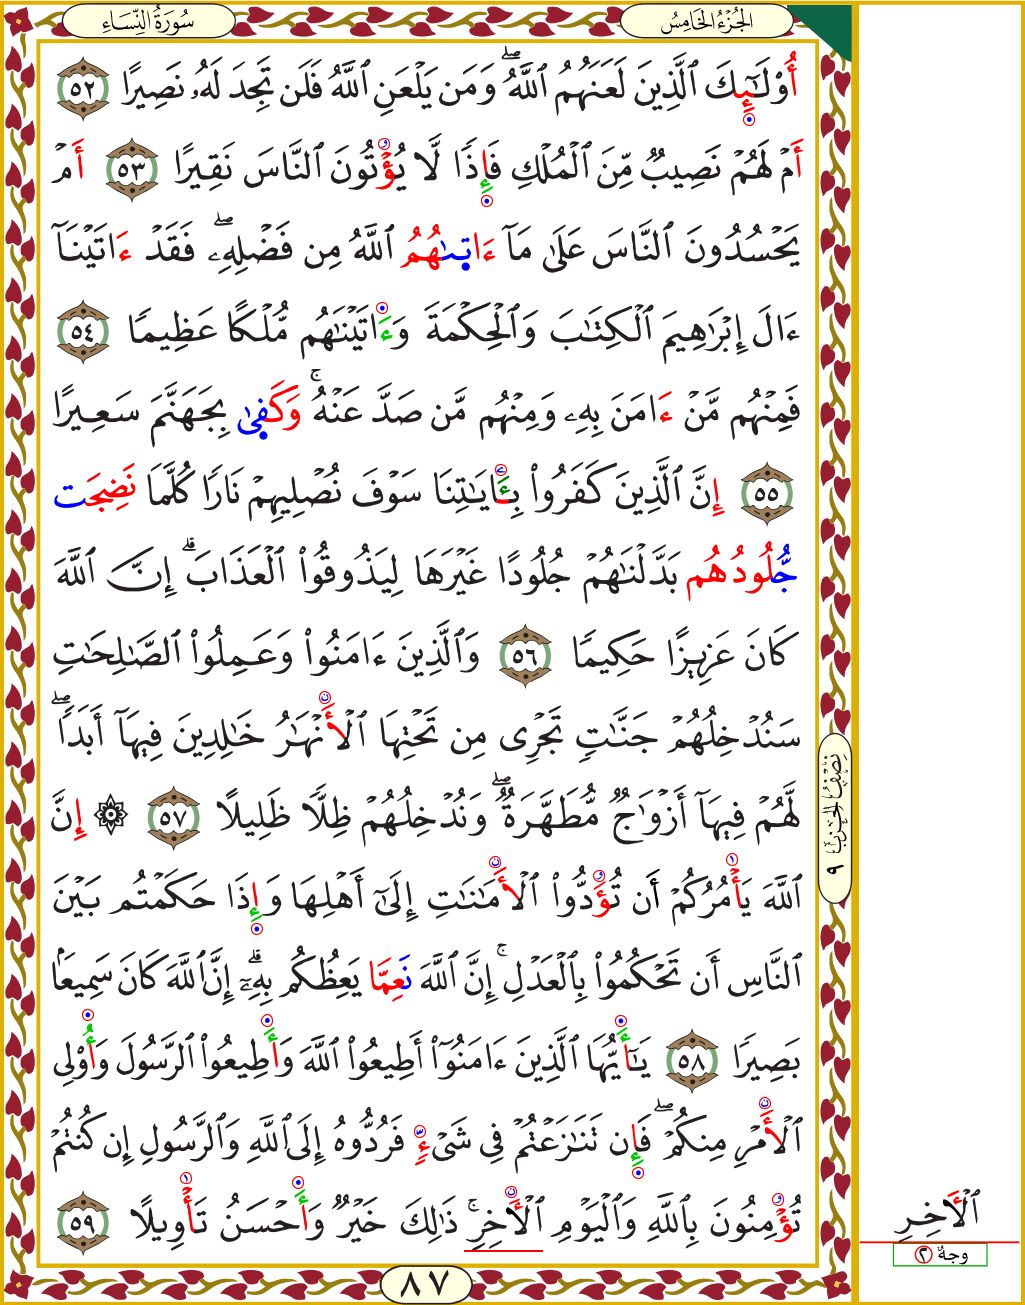 الجُزْءُ الخَامِسُ
سُورَةُ النِّسَاءِ
أُوْلَـٰٓئِكَ ٱلَّذِينَ لَعَنَهُمُ ٱللَّهُۖ وَمَن يَلْعَنِ ٱللَّهُ فَلَن تَجِدَ لَهُۥ نَصِيرًا ٥٢
أَمْ لَهُمْ نَصِيبٌ مِّنَ ٱلْمُلْكِ فَإِذًا لَّا يُؤْتُونَ ٱلنَّاسَ نَقِيرًا ٥٣ أَمْ
يَحْسُدُونَ ٱلنَّاسَ عَلَىٰ مَآ ءَاتىٰهُمُ ٱللَّهُ مِن فَضْلِهِۦۖ فَقَدْ ءَاتَيْنَآ
ءَالَ إِبْرَٰهِيمَ ٱلْكِتَـٰبَ وَٱلْحِكْمَةَ وَءَاتَيْنَـٰهُم مُّلْكًا عَظِيمًا ٥٤
فَمِنْهُم مَّنْ ءَامَنَ بِهِۦ وَمِنْهُم مَّن صَدَّ عَنْهُۚ وَكَفىٰ بِجَهَنَّمَ سَعِيرًا
٥٥ إِنَّ ٱلَّذِينَ كَفَرُواْ بِـَٔايَـٰتِنَا سَوْفَ نُصْلِيهِمْ نَارًا كُلَّمَا نَضِجَت
جُّلُودُهُم بَدَّلْنَـٰهُمْ جُلُودًا غَيْرَهَا لِيَذُوقُواْ ٱلْعَذَابَۗ إِنَّ ٱللَّهَ
كَانَ عَزِيزًا حَكِيمًا ٥٦ وَٱلَّذِينَ ءَامَنُواْ وَعَمِلُواْ ٱلصَّـٰلِحَـٰتِ
سَنُدْخِلُهُمْ جَنَّـٰتٍ تَجْرِى مِن تَحْتِهَا ٱلْأَنْهَـٰرُ خَـٰلِدِينَ فِيهَآ أَبَدًاۖ
لَّهُمْ فِيهَآ أَزْوَٰجٌ مُّطَهَّرَةٌۖ وَنُدْخِلُهُمْ ظِلًّا ظَلِيلًا ٥٧ ۞ إِنَّ
ٱللَّهَ يَأْمُرُكُمْ أَن تُؤَدُّواْ ٱلْأَمَـٰنَـٰتِ إِلَىٰٓ أَهْلِهَا وَإِذَا حَكَمْتُم بَيْنَ
ٱلنَّاسِ أَن تَحْكُمُواْ بِٱلْعَدْلِۚ إِنَّ ٱللَّهَ نَعِمَّا يَعِظُكُم بِهِۦٓۗ إِنَّ ٱللَّهَ كَانَ سَمِيعًۢا
بَصِيرًا ٥٨ يَـٰٓأَيُّهَا ٱلَّذِينَ ءَامَنُوٓاْ أَطِيعُواْ ٱللَّهَ وَأَطِيعُواْ ٱلرَّسُولَ وَأُوْلِى
ٱلْأَمْرِ مِنكُمْۖ فَإِن تَنَـٰزَعْتُمْ فِى شَىْءٍ فَرُدُّوهُ إِلَى ٱللَّهِ وَٱلرَّسُولِ إِن كُنتُمْ
تُؤْمِنُونَ بِٱللَّهِ وَٱلْيَوْمِ ٱلْأَخِرِۚ ذَٰلِكَ خَيْرٌ وَأَحْسَنُ تَأْوِيلًا ٥٩
نِصْفُ الحِزْبِ ٩
ٱلْأَخِرِ
وجهٌ ٢
٨٧